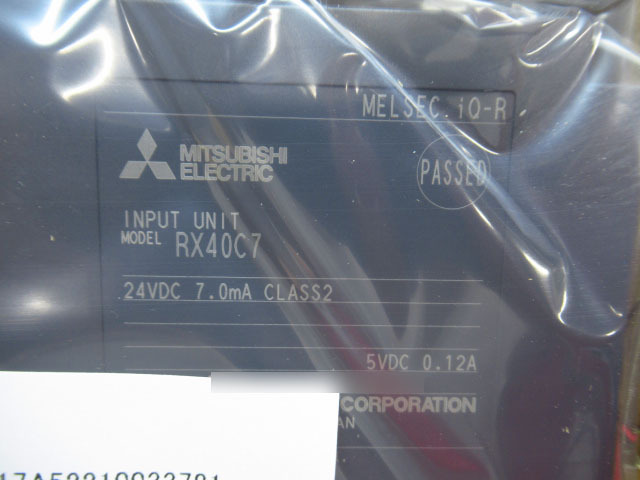 MELSEC iQ-R
MITSUBISHI
ELECTRIC
PASSED
INPUT UNIT
MODEL RX40C7
24VDC 7.0mA CLASS2
5VDC 0.12A
CORPORATION